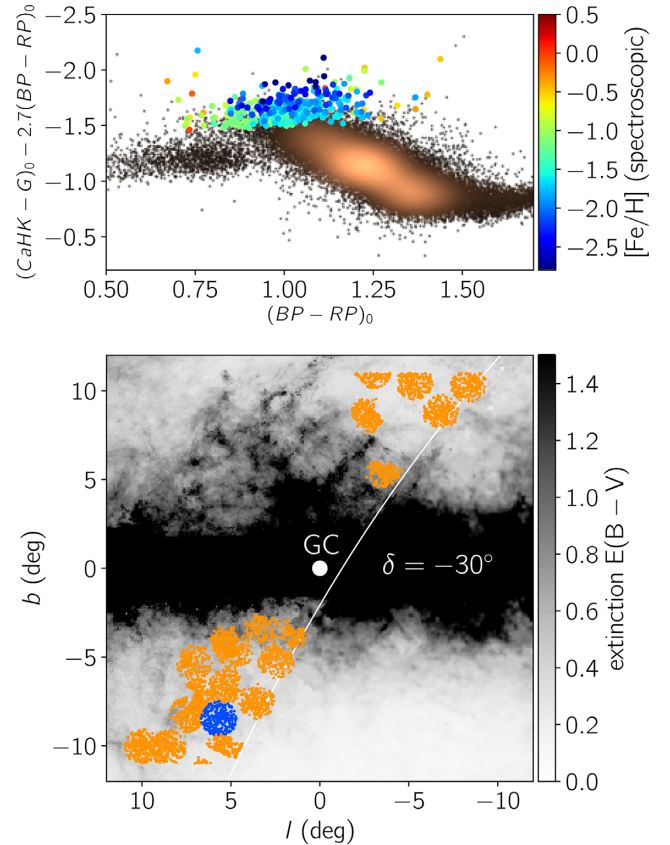 −2.5
−2.0
−1.5
−1.0
−0.5
(CaHK − G)₀ − 2.7(BP − RP)₀
0.50 0.75 1.00 1.25 1.50
(BP − RP)₀
0.5
0.0
−0.5
−1.0
−1.5
−2.0
−2.5
[Fe/H] (spectroscopic)
10
5
0
−5
−10
b (deg)
GC
δ = −30°
10 5 0 −5 −10
l (deg)
1.4
1.2
1.0
0.8
0.6
0.4
0.2
0.0
extinction E(B − V)